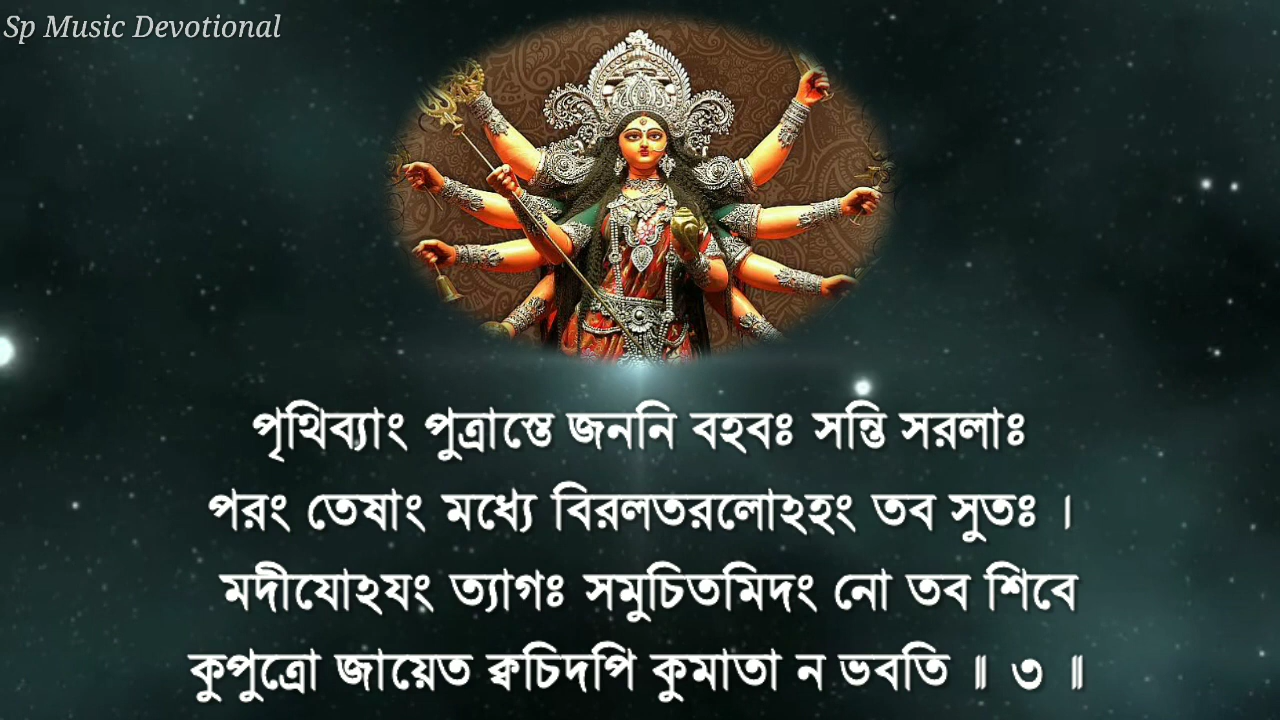 Sp Music Devotional
পৃথিব্যাং পুত্রাস্তে জননি বহবঃ সন্তি সরলাঃ
পরং তেষাং মধ্যে বিরলতরলোঽহং তব সুতঃ ।
মদীযোঽযং ত্যাগঃ সমুচিতমিদং নো তব শিবে
কুপুত্রো জায়েত ক্বচিদপি কুমাতা ন ভবতি ॥ ৩ ॥